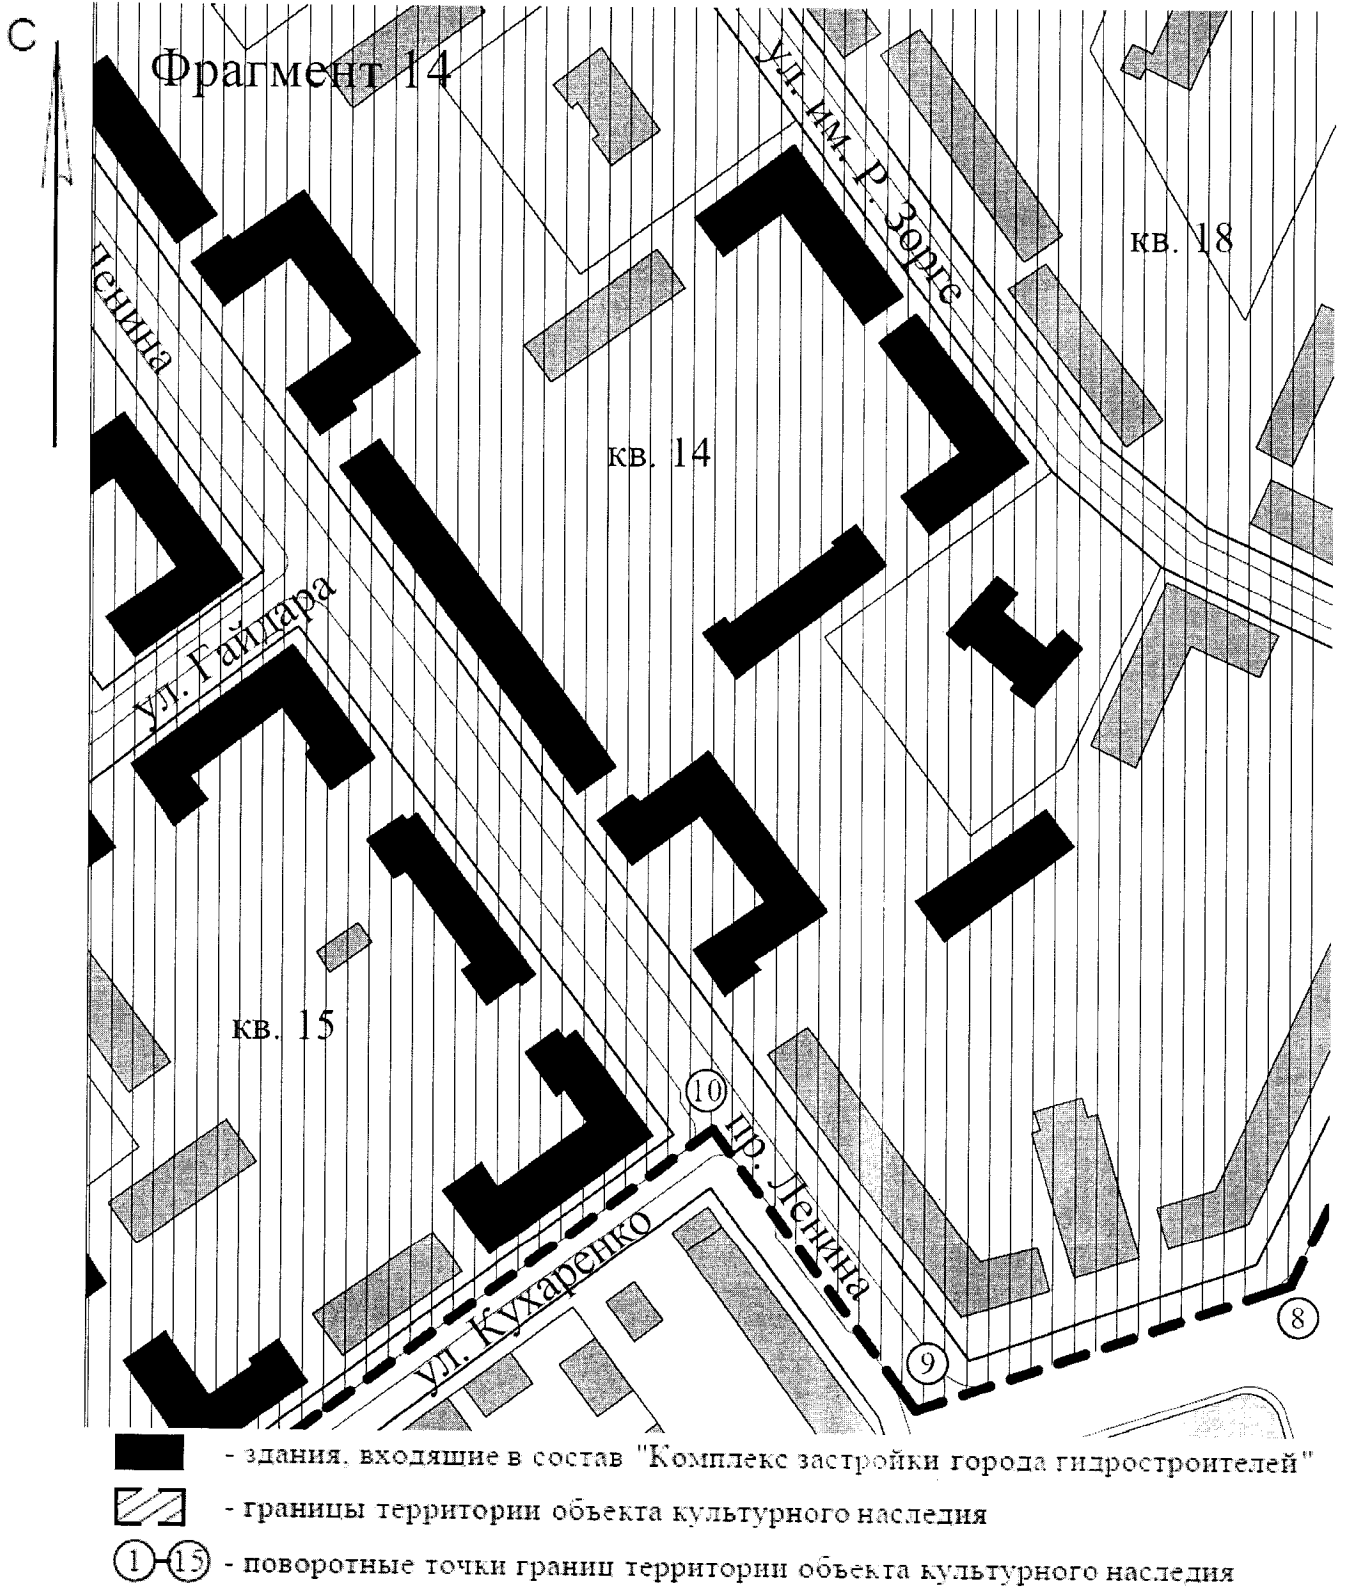 С
Фрагмент 14
ул. им. Р. Зорге
кв. 18
Ленина
кв. 14
ул. Гайдара
кв. 15
10
пр. Ленина
ул. Кухаренко
8
9
- здания, входящие в состав "Комплекс застройки города гидростроителей"
- границы территории объекта культурного наследия
1-15 - поворотные точки границ территории объекта культурного наследия